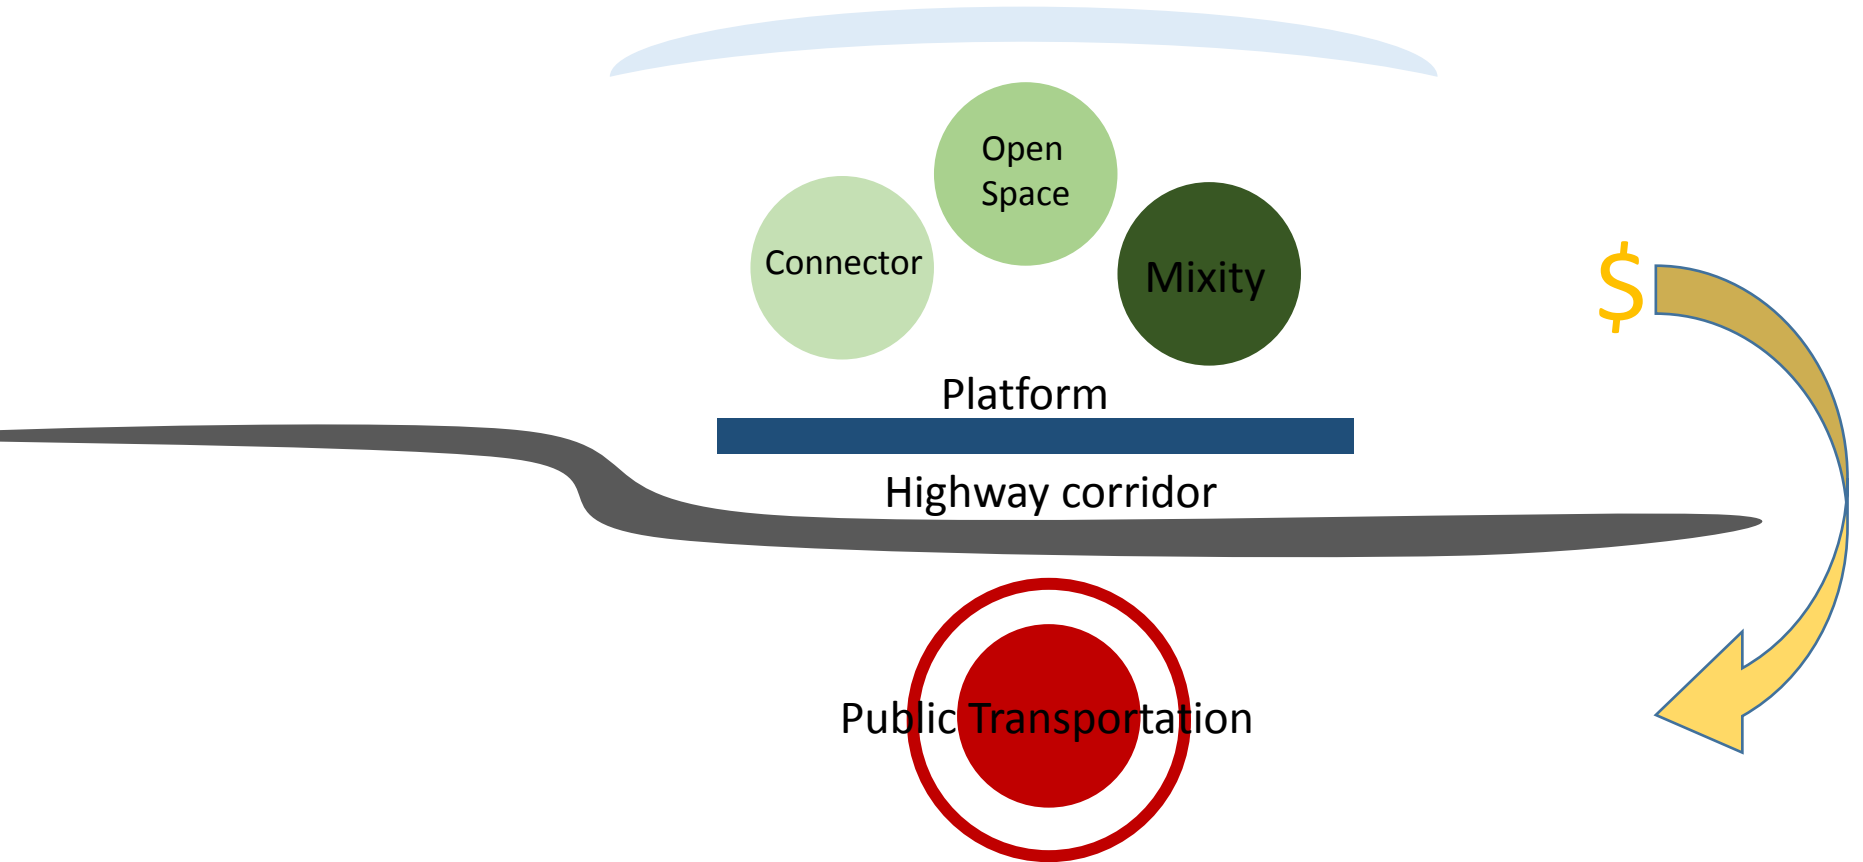 Open
Space
Connector
Mixity
$
Platform
Highway corridor
Public Transportation